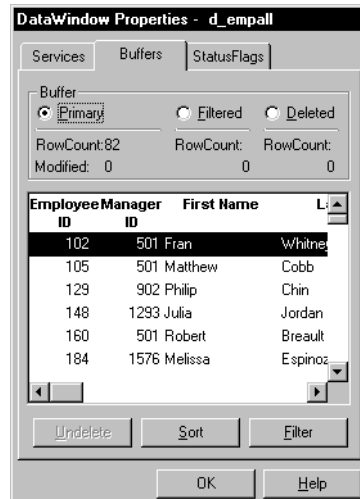 DataWindow Properties - d_empall
Services Buffers StatusFlags
Buffer
Primary Filtered Deleted
RowCount:82 RowCount: RowCount:
Modified: 0 0 0
Employee Manager First Name La
ID ID
102 501 Fran Whitney
105 501 Matthew Cobb
129 902 Philip Chin
148 1293 Julia Jordan
160 501 Robert Breault
184 1576 Melissa Espinoz
Undelete Sort Filter
OK Help